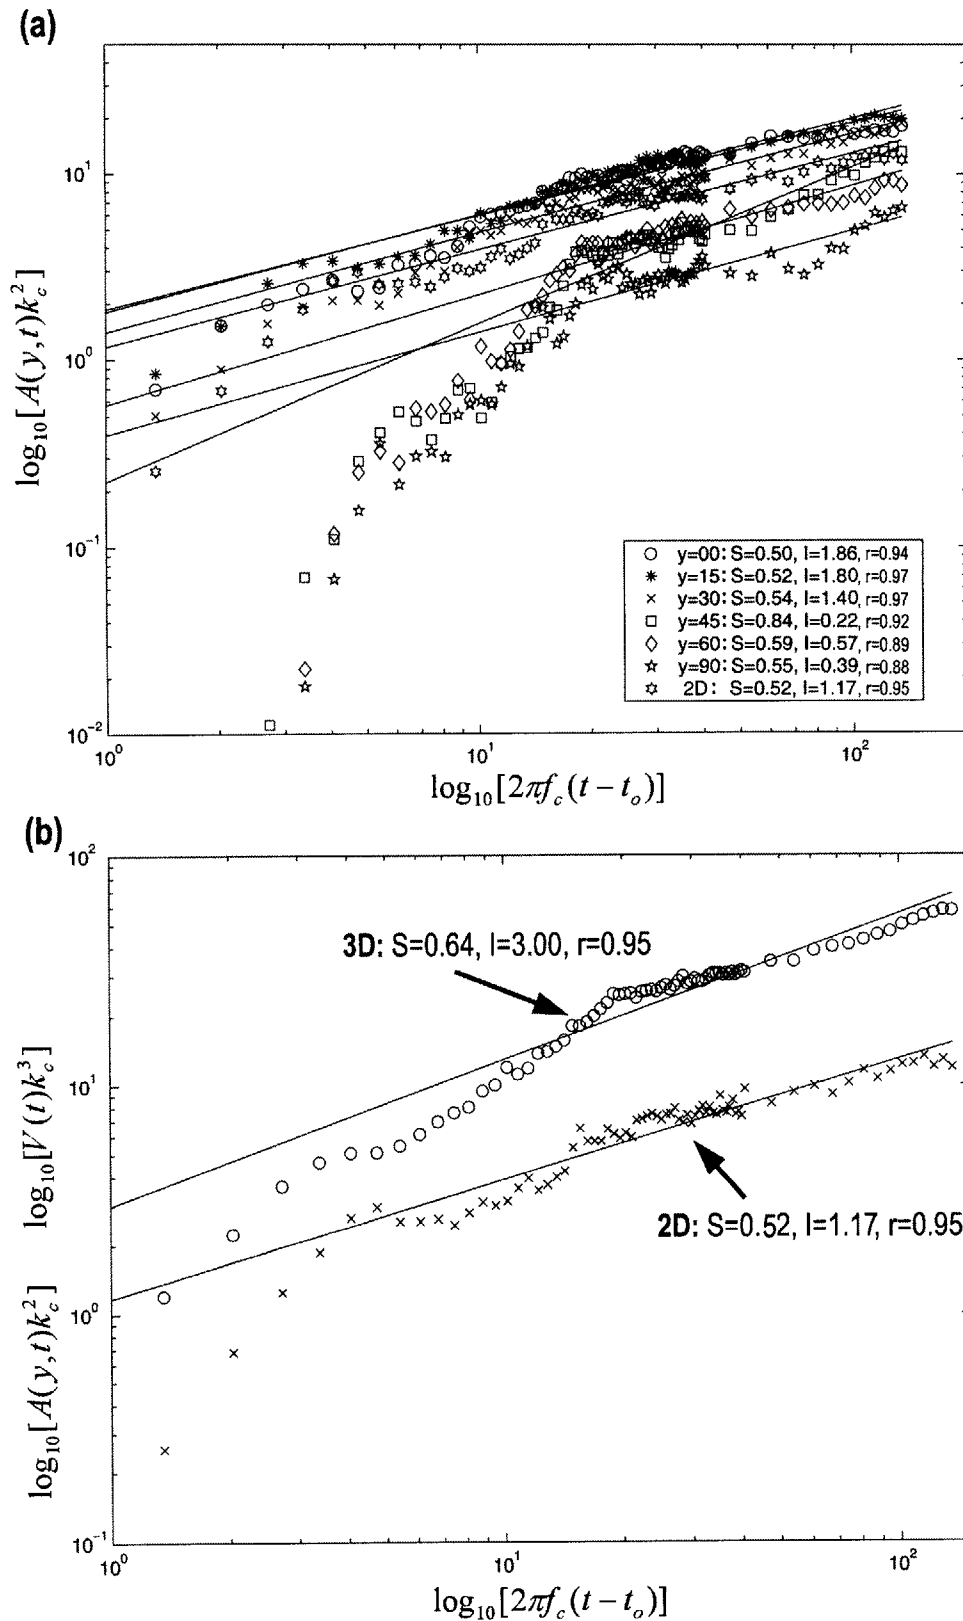 (a)
log₁₀[A(y,t)k_c²]
10¹
10⁰
10⁻¹
10⁻²
y=00: S=0.50, I=1.86, r=0.94
y=15: S=0.52, I=1.80, r=0.97
y=30: S=0.54, I=1.40, r=0.97
y=45: S=0.84, I=0.22, r=0.92
y=60: S=0.59, I=0.57, r=0.89
y=90: S=0.55, I=0.39, r=0.88
2D: S=0.52, I=1.17, r=0.95
10⁰ 10¹ 10²
log₁₀[2πf_c(t − t_o)]
(b)
10²
3D: S=0.64, I=3.00, r=0.95
log₁₀[V(t)k_c³]
10¹
2D: S=0.52, I=1.17, r=0.95
10⁰
log₁₀[A(y,t)k_c²]
10⁻¹
10⁰ 10¹ 10²
log₁₀[2πf_c(t − t_o)]